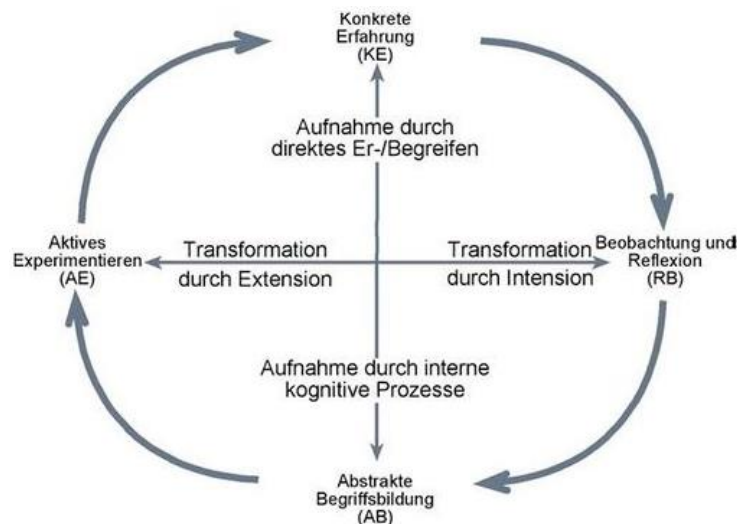 Konkrete
Erfahrung
(KE)
Aufnahme durch
direktes Er-/Begreifen
Aktives
Experimentieren
(AE)
Transformation
durch Extension
Transformation
durch Intension
Beobachtung und
Reflexion
(RB)
Aufnahme durch interne
kognitive Prozesse
Abstrakte
Begriffsbildung
(AB)